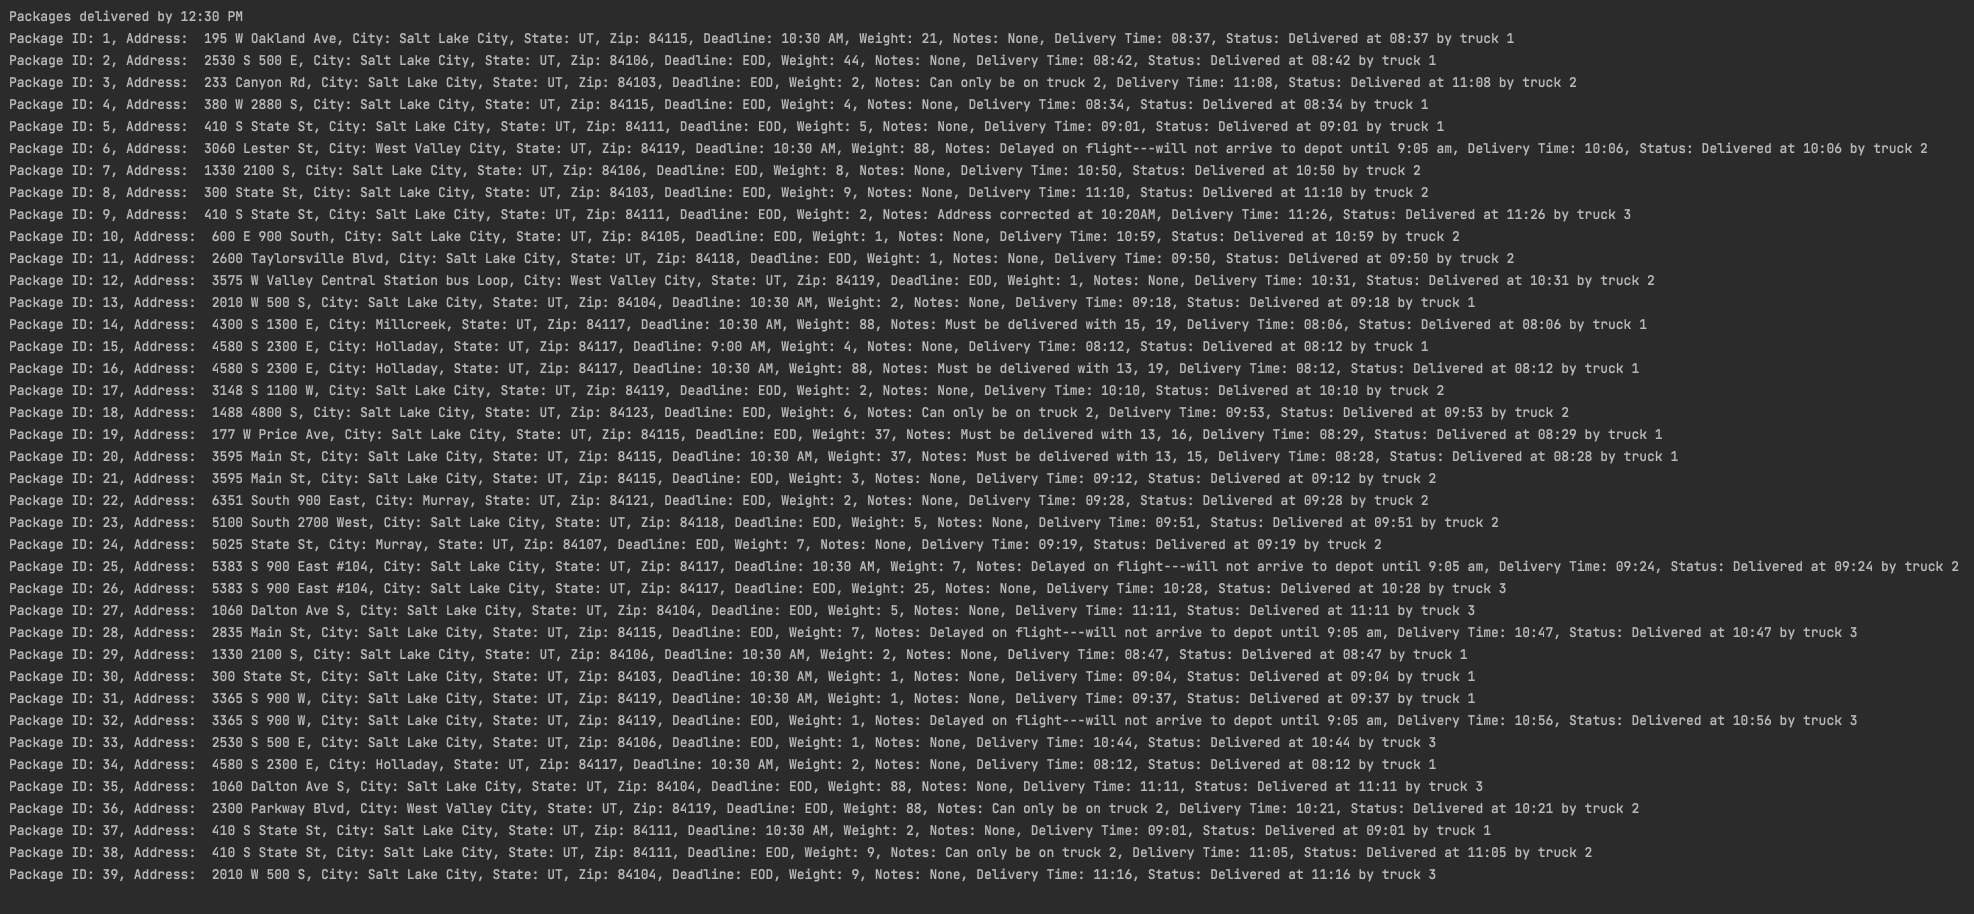 Packages delivered by 12:30 PM
Package ID: 1, Address:  195 W Oakland Ave, City: Salt Lake City, State: UT, Zip: 84115, Deadline: 10:30 AM, Weight: 21, Notes: None, Delivery Time: 08:37, Status: Delivered at 08:37 by truck 1
Package ID: 2, Address:  2530 S 500 E, City: Salt Lake City, State: UT, Zip: 84106, Deadline: EOD, Weight: 44, Notes: None, Delivery Time: 08:42, Status: Delivered at 08:42 by truck 1
Package ID: 3, Address:  233 Canyon Rd, City: Salt Lake City, State: UT, Zip: 84103, Deadline: EOD, Weight: 2, Notes: Can only be on truck 2, Delivery Time: 11:08, Status: Delivered at 11:08 by truck 2
Package ID: 4, Address:  380 W 2880 S, City: Salt Lake City, State: UT, Zip: 84115, Deadline: EOD, Weight: 4, Notes: None, Delivery Time: 08:34, Status: Delivered at 08:34 by truck 1
Package ID: 5, Address:  410 S State St, City: Salt Lake City, State: UT, Zip: 84111, Deadline: EOD, Weight: 5, Notes: None, Delivery Time: 09:01, Status: Delivered at 09:01 by truck 1
Package ID: 6, Address:  3060 Lester St, City: West Valley City, State: UT, Zip: 84119, Deadline: 10:30 AM, Weight: 88, Notes: Delayed on flight---will not arrive to depot until 9:05 am, Delivery Time: 10:06, Status: Delivered at 10:06 by truck 2
Package ID: 7, Address:  1330 2100 S, City: Salt Lake City, State: UT, Zip: 84106, Deadline: EOD, Weight: 8, Notes: None, Delivery Time: 10:50, Status: Delivered at 10:50 by truck 2
Package ID: 8, Address:  300 State St, City: Salt Lake City, State: UT, Zip: 84103, Deadline: EOD, Weight: 9, Notes: None, Delivery Time: 11:10, Status: Delivered at 11:10 by truck 2
Package ID: 9, Address:  410 S State St, City: Salt Lake City, State: UT, Zip: 84111, Deadline: EOD, Weight: 2, Notes: Address corrected at 10:20AM, Delivery Time: 11:26, Status: Delivered at 11:26 by truck 3
Package ID: 10, Address:  600 E 900 South, City: Salt Lake City, State: UT, Zip: 84105, Deadline: EOD, Weight: 1, Notes: None, Delivery Time: 10:59, Status: Delivered at 10:59 by truck 2
Package ID: 11, Address:  2600 Taylorsville Blvd, City: Salt Lake City, State: UT, Zip: 84118, Deadline: EOD, Weight: 1, Notes: None, Delivery Time: 09:50, Status: Delivered at 09:50 by truck 2
Package ID: 12, Address:  3575 W Valley Central Station bus Loop, City: West Valley City, State: UT, Zip: 84119, Deadline: EOD, Weight: 1, Notes: None, Delivery Time: 10:31, Status: Delivered at 10:31 by truck 2
Package ID: 13, Address:  2010 W 500 S, City: Salt Lake City, State: UT, Zip: 84104, Deadline: 10:30 AM, Weight: 2, Notes: None, Delivery Time: 09:18, Status: Delivered at 09:18 by truck 1
Package ID: 14, Address:  4300 S 1300 E, City: Millcreek, State: UT, Zip: 84117, Deadline: 10:30 AM, Weight: 88, Notes: Must be delivered with 15, 19, Delivery Time: 08:06, Status: Delivered at 08:06 by truck 1
Package ID: 15, Address:  4580 S 2300 E, City: Holladay, State: UT, Zip: 84117, Deadline: 9:00 AM, Weight: 4, Notes: None, Delivery Time: 08:12, Status: Delivered at 08:12 by truck 1
Package ID: 16, Address:  4580 S 2300 E, City: Holladay, State: UT, Zip: 84117, Deadline: 10:30 AM, Weight: 88, Notes: Must be delivered with 13, 19, Delivery Time: 08:12, Status: Delivered at 08:12 by truck 1
Package ID: 17, Address:  3148 S 1100 W, City: Salt Lake City, State: UT, Zip: 84119, Deadline: EOD, Weight: 2, Notes: None, Delivery Time: 10:10, Status: Delivered at 10:10 by truck 2
Package ID: 18, Address:  1488 4800 S, City: Salt Lake City, State: UT, Zip: 84123, Deadline: EOD, Weight: 6, Notes: Can only be on truck 2, Delivery Time: 09:53, Status: Delivered at 09:53 by truck 2
Package ID: 19, Address:  177 W Price Ave, City: Salt Lake City, State: UT, Zip: 84115, Deadline: EOD, Weight: 37, Notes: Must be delivered with 13, 16, Delivery Time: 08:29, Status: Delivered at 08:29 by truck 1
Package ID: 20, Address:  3595 Main St, City: Salt Lake City, State: UT, Zip: 84115, Deadline: 10:30 AM, Weight: 37, Notes: Must be delivered with 13, 15, Delivery Time: 08:28, Status: Delivered at 08:28 by truck 1
Package ID: 21, Address:  3595 Main St, City: Salt Lake City, State: UT, Zip: 84115, Deadline: EOD, Weight: 3, Notes: None, Delivery Time: 09:12, Status: Delivered at 09:12 by truck 2
Package ID: 22, Address:  6351 South 900 East, City: Murray, State: UT, Zip: 84121, Deadline: EOD, Weight: 2, Notes: None, Delivery Time: 09:28, Status: Delivered at 09:28 by truck 2
Package ID: 23, Address:  5100 South 2700 West, City: Salt Lake City, State: UT, Zip: 84118, Deadline: EOD, Weight: 5, Notes: None, Delivery Time: 09:51, Status: Delivered at 09:51 by truck 2
Package ID: 24, Address:  5025 State St, City: Murray, State: UT, Zip: 84107, Deadline: EOD, Weight: 7, Notes: None, Delivery Time: 09:19, Status: Delivered at 09:19 by truck 2
Package ID: 25, Address:  5383 S 900 East #104, City: Salt Lake City, State: UT, Zip: 84117, Deadline: 10:30 AM, Weight: 7, Notes: Delayed on flight---will not arrive to depot until 9:05 am, Delivery Time: 09:24, Status: Delivered at 09:24 by truck 2
Package ID: 26, Address:  5383 S 900 East #104, City: Salt Lake City, State: UT, Zip: 84117, Deadline: EOD, Weight: 25, Notes: None, Delivery Time: 10:28, Status: Delivered at 10:28 by truck 3
Package ID: 27, Address:  1060 Dalton Ave S, City: Salt Lake City, State: UT, Zip: 84104, Deadline: EOD, Weight: 5, Notes: None, Delivery Time: 11:11, Status: Delivered at 11:11 by truck 3
Package ID: 28, Address:  2835 Main St, City: Salt Lake City, State: UT, Zip: 84115, Deadline: EOD, Weight: 7, Notes: Delayed on flight---will not arrive to depot until 9:05 am, Delivery Time: 10:47, Status: Delivered at 10:47 by truck 3
Package ID: 29, Address:  1330 2100 S, City: Salt Lake City, State: UT, Zip: 84106, Deadline: 10:30 AM, Weight: 2, Notes: None, Delivery Time: 08:47, Status: Delivered at 08:47 by truck 1
Package ID: 30, Address:  300 State St, City: Salt Lake City, State: UT, Zip: 84103, Deadline: 10:30 AM, Weight: 1, Notes: None, Delivery Time: 09:04, Status: Delivered at 09:04 by truck 1
Package ID: 31, Address:  3365 S 900 W, City: Salt Lake City, State: UT, Zip: 84119, Deadline: 10:30 AM, Weight: 1, Notes: None, Delivery Time: 09:37, Status: Delivered at 09:37 by truck 1
Package ID: 32, Address:  3365 S 900 W, City: Salt Lake City, State: UT, Zip: 84119, Deadline: EOD, Weight: 1, Notes: Delayed on flight---will not arrive to depot until 9:05 am, Delivery Time: 10:56, Status: Delivered at 10:56 by truck 3
Package ID: 33, Address:  2530 S 500 E, City: Salt Lake City, State: UT, Zip: 84106, Deadline: EOD, Weight: 1, Notes: None, Delivery Time: 10:44, Status: Delivered at 10:44 by truck 3
Package ID: 34, Address:  4580 S 2300 E, City: Holladay, State: UT, Zip: 84117, Deadline: 10:30 AM, Weight: 2, Notes: None, Delivery Time: 08:12, Status: Delivered at 08:12 by truck 1
Package ID: 35, Address:  1060 Dalton Ave S, City: Salt Lake City, State: UT, Zip: 84104, Deadline: EOD, Weight: 88, Notes: None, Delivery Time: 11:11, Status: Delivered at 11:11 by truck 3
Package ID: 36, Address:  2300 Parkway Blvd, City: West Valley City, State: UT, Zip: 84119, Deadline: EOD, Weight: 88, Notes: Can only be on truck 2, Delivery Time: 10:21, Status: Delivered at 10:21 by truck 2
Package ID: 37, Address:  410 S State St, City: Salt Lake City, State: UT, Zip: 84111, Deadline: 10:30 AM, Weight: 2, Notes: None, Delivery Time: 09:01, Status: Delivered at 09:01 by truck 1
Package ID: 38, Address:  410 S State St, City: Salt Lake City, State: UT, Zip: 84111, Deadline: EOD, Weight: 9, Notes: Can only be on truck 2, Delivery Time: 11:05, Status: Delivered at 11:05 by truck 2
Package ID: 39, Address:  2010 W 500 S, City: Salt Lake City, State: UT, Zip: 84104, Deadline: EOD, Weight: 9, Notes: None, Delivery Time: 11:16, Status: Delivered at 11:16 by truck 3